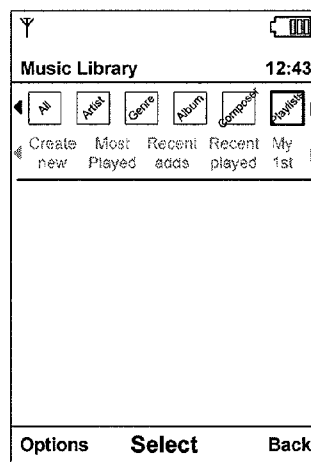 Music Library 12:43
All Artist Genre Album Composer Playlists
Create Most Recent Recent My
new Played adds played 1st
Options Select Back